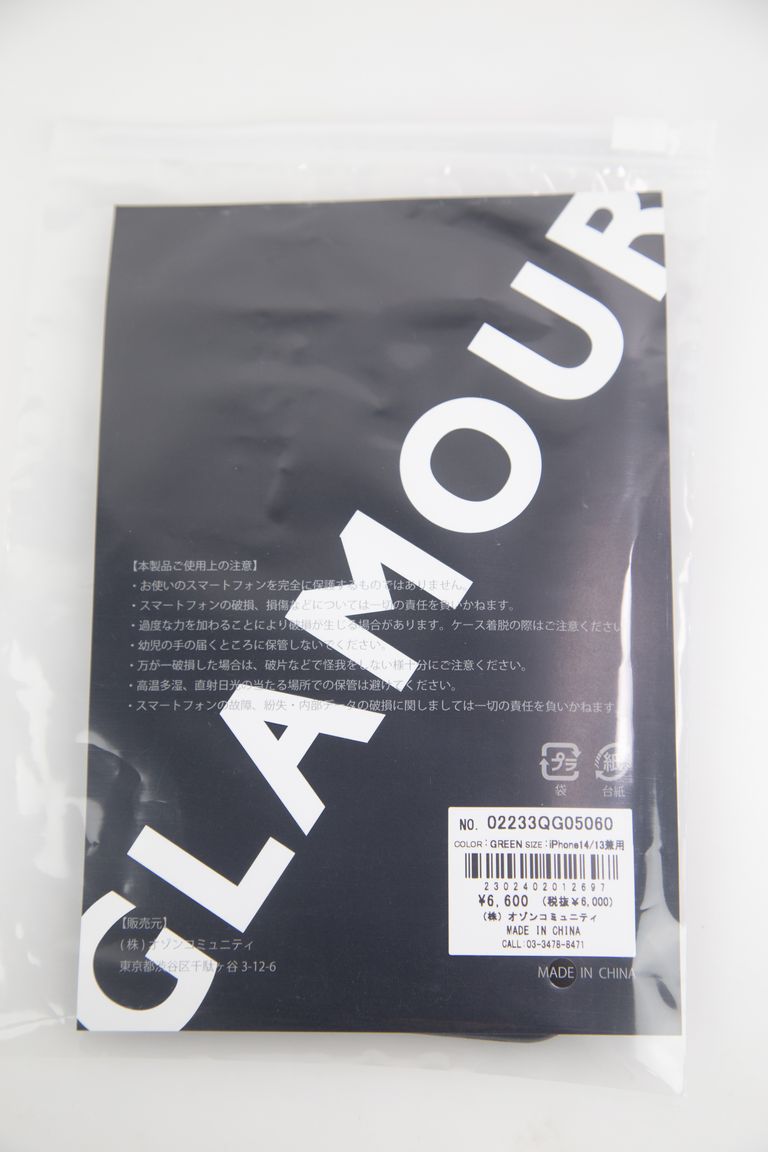 GLAMOUR
【本製品ご使用上の注意】
・お使いのスマートフォンを完全に保護するものではありません。
・スマートフォンの破損、損傷などについては一切の責任を負いかねます。
・過度な力を加わることにより破損が生じる場合があります。ケース着脱の際はご注意ください
・幼児の手の届くところに保管しないでください。
・万が一破損した場合は、破片などで怪我をしない様十分にご注意ください。
・高温多湿、直射日光の当たる場所での保管は避けてください。
・スマートフォンの故障、紛失・内部データの破損に関しましては一切の責任を負いかねます。
プラ 紙
袋 台紙
NO. 02233QG05060
COLOR:GREEN SIZE:iPhone14/13兼用
2302402012697
¥6,600 (税抜¥6,000)
(株) オゾンコミュニティ
MADE IN CHINA
CALL:03-3478-8471
MADE IN CHINA
【販売元】
(株)オゾンコミュニティ
東京都渋谷区千駄ヶ谷 3-12-6